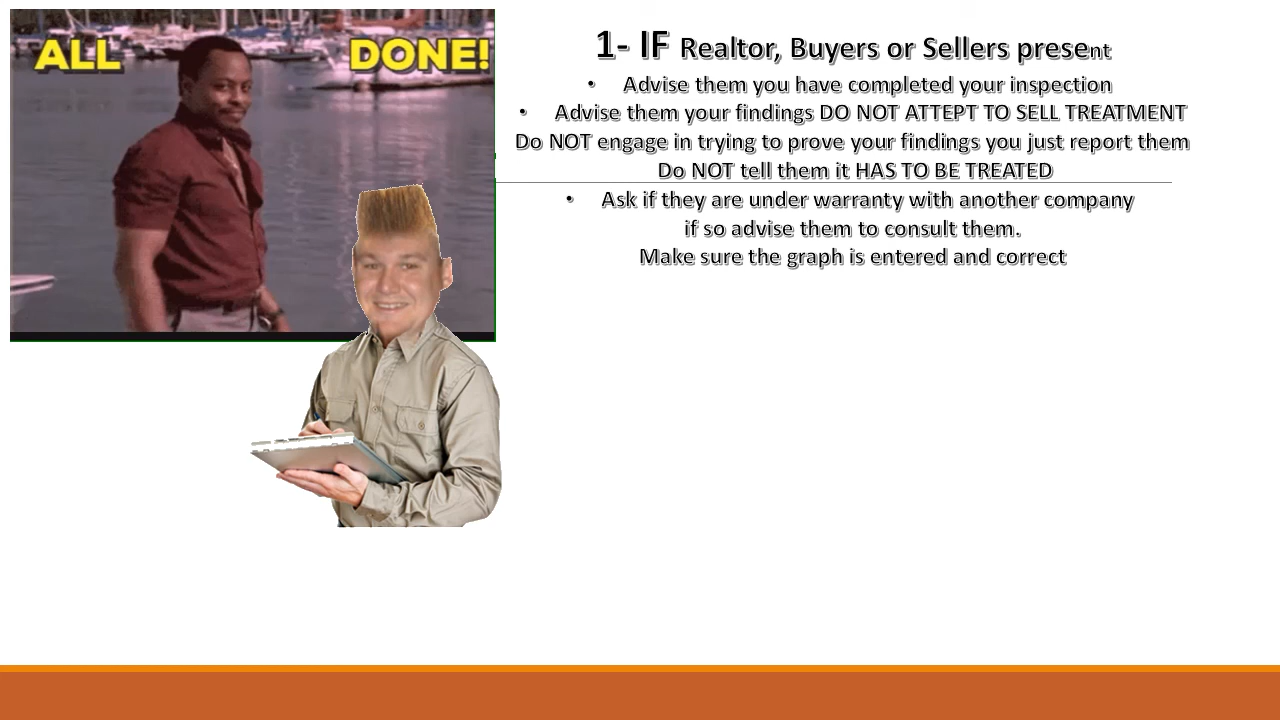 ALL DONE!
1- IF Realtor, Buyers or Sellers present
• Advise them you have completed your inspection
• Advise them your findings DO NOT ATTEPT TO SELL TREATMENT
Do NOT engage in trying to prove your findings you just report them
Do NOT tell them it HAS TO BE TREATED
• Ask if they are under warranty with another company
if so advise them to consult them.
Make sure the graph is entered and correct